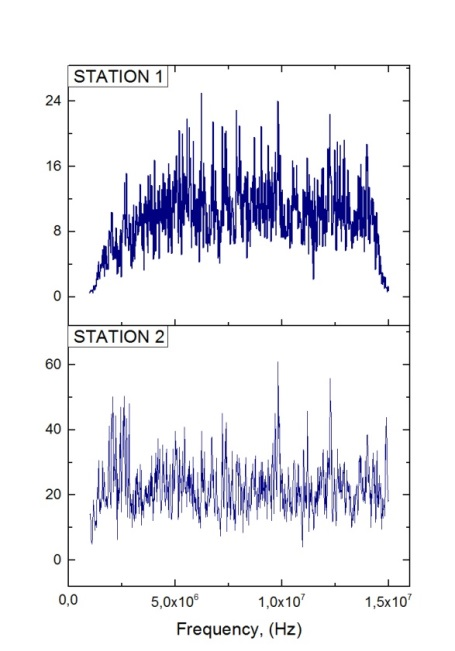 STATION 1
24
16
8
0
STATION 2
60
40
20
0
0,0 5,0x10⁶ 1,0x10⁷ 1,5x10⁷
Frequency, (Hz)